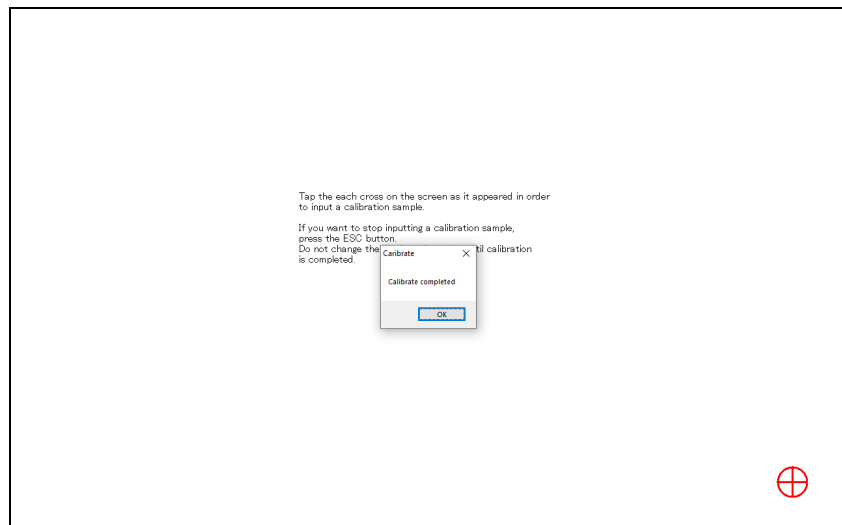 Tap the each cross on the screen as it appeared in order
to input a calibration sample.
If you want to stop inputting a calibration sample,
press the ESC button.
Do not change the til calibration
is completed.
Caribrate
Calibrate completed
OK